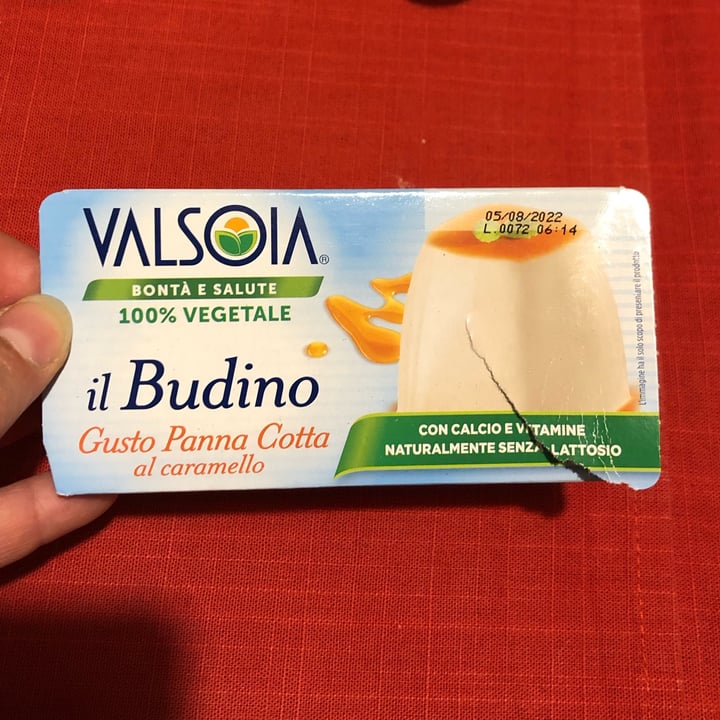 VALSOIA®
BONTÀ E SALUTE
100% VEGETALE
il Budino
Gusto Panna Cotta
al caramello
05/08/2022
L.0072 06:14
CON CALCIO E VITAMINE
NATURALMENTE SENZA LATTOSIO
L'immagine ha il solo scopo di presentare il prodotto